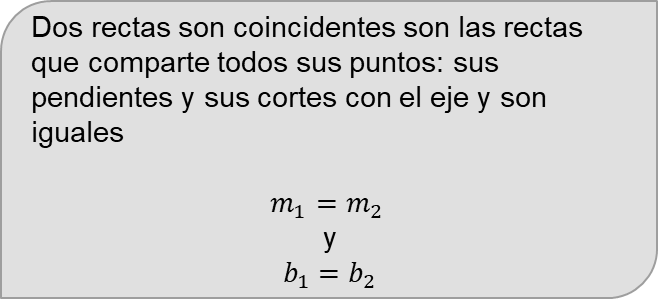 Dos rectas son coincidentes son las rectas
que comparte todos sus puntos: sus
pendientes y sus cortes con el eje y son
iguales
m₁ = m₂
y
b₁ = b₂